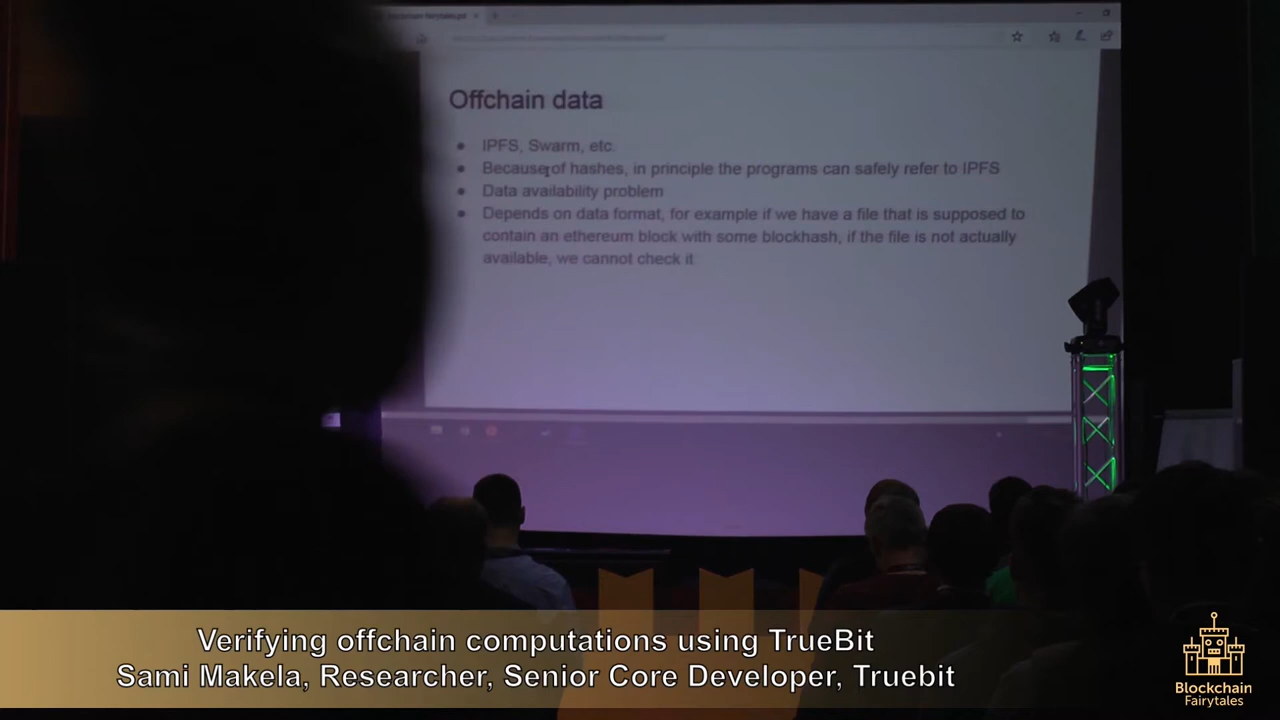 blockchain-fairytales.pdf
Offchain data
IPFS, Swarm, etc.
Because of hashes, in principle the programs can safely refer to IPFS
Data availability problem
Depends on data format, for example if we have a file that is supposed to
contain an ethereum block with some blockhash, if the file is not actually
available, we cannot check it
Verifying offchain computations using TrueBit
Sami Makela, Researcher, Senior Core Developer, Truebit
Blockchain
Fairytales